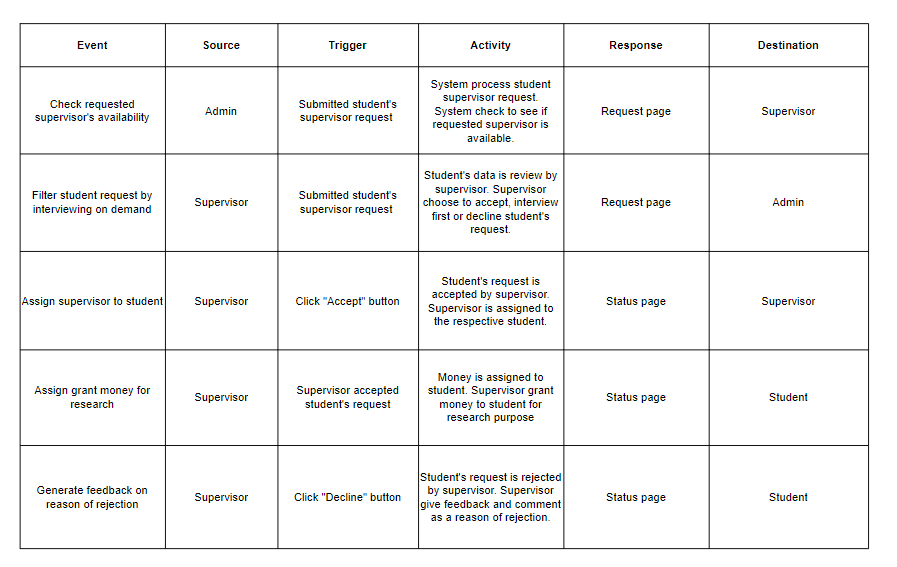 Event
Source
Trigger
Activity
Response
Destination
Check requested
supervisor's availability
Admin
Submitted student's
supervisor request
System process student
supervisor request.
System check to see if
requested supervisor is
available.
Request page
Supervisor
Filter student request by
interviewing on demand
Supervisor
Submitted student's
supervisor request
Student's data is review by
supervisor. Supervisor
choose to accept, interview
first or decline student's
request.
Request page
Admin
Assign supervisor to student
Supervisor
Click "Accept" button
Student's request is
accepted by supervisor.
Supervisor is assigned to
the respective student.
Status page
Supervisor
Assign grant money for
research
Supervisor
Supervisor accepted
student's request
Money is assigned to
student. Supervisor grant
money to student for
research purpose
Status page
Student
Generate feedback on
reason of rejection
Supervisor
Click "Decline" button
Student's request is rejected
by supervisor. Supervisor
give feedback and comment
as a reason of rejection.
Status page
Student